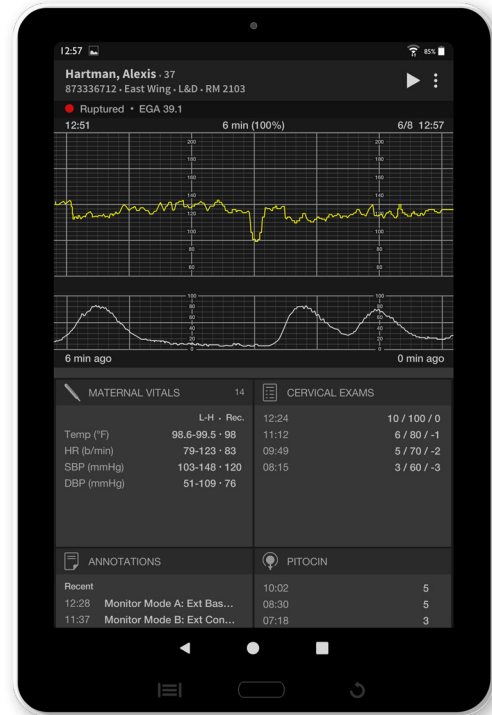 12:57 85%
Hartman, Alexis · 37
873336712 · East Wing · L&D · RM 2103
Ruptured · EGA 39.1
12:51 6 min (100%) 6/8 12:57
200 200
180 180
160 160
140 140
120 120
100 100
80 80
60 60
100 100
80 80
60 60
40 40
20 20
0 0
6 min ago 0 min ago
MATERNAL VITALS 14
L-H · Rec.
Temp (°F) 98.6-99.5 · 98
HR (b/min) 79-123 · 83
SBP (mmHg) 103-148 · 120
DBP (mmHg) 51-109 · 76
CERVICAL EXAMS
12:24 10 / 100 / 0
11:12 6 / 80 / -1
09:49 5 / 70 / -2
08:15 3 / 60 / -3
ANNOTATIONS
Recent
12:28 Monitor Mode A: Ext Bas...
11:37 Monitor Mode B: Ext Con...
PITOCIN
10:02 5
08:30 5
07:18 3